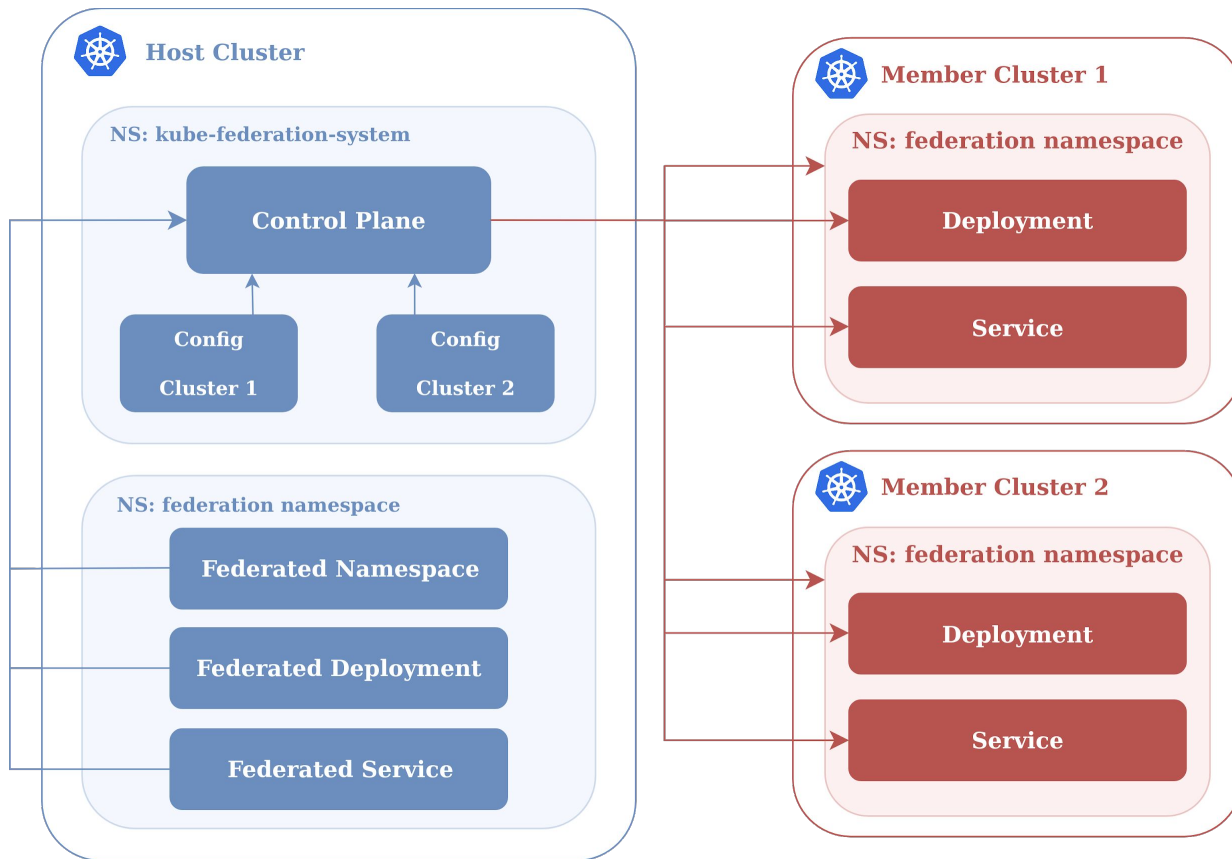 Host Cluster
NS: kube-federation-system
Control Plane
Config
Cluster 1
Config
Cluster 2
NS: federation namespace
Federated Namespace
Federated Deployment
Federated Service
Member Cluster 1
NS: federation namespace
Deployment
Service
Member Cluster 2
NS: federation namespace
Deployment
Service